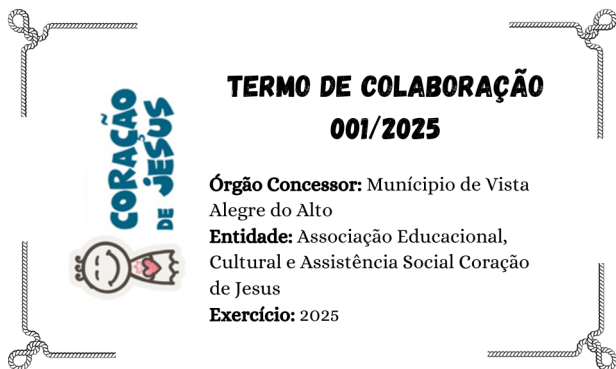 CORAÇÃO
DE JESUS
TERMO DE COLABORAÇÃO
001/2025
Órgão Concessor: Munícipio de Vista
Alegre do Alto
Entidade: Associação Educacional,
Cultural e Assistência Social Coração
de Jesus
Exercício: 2025